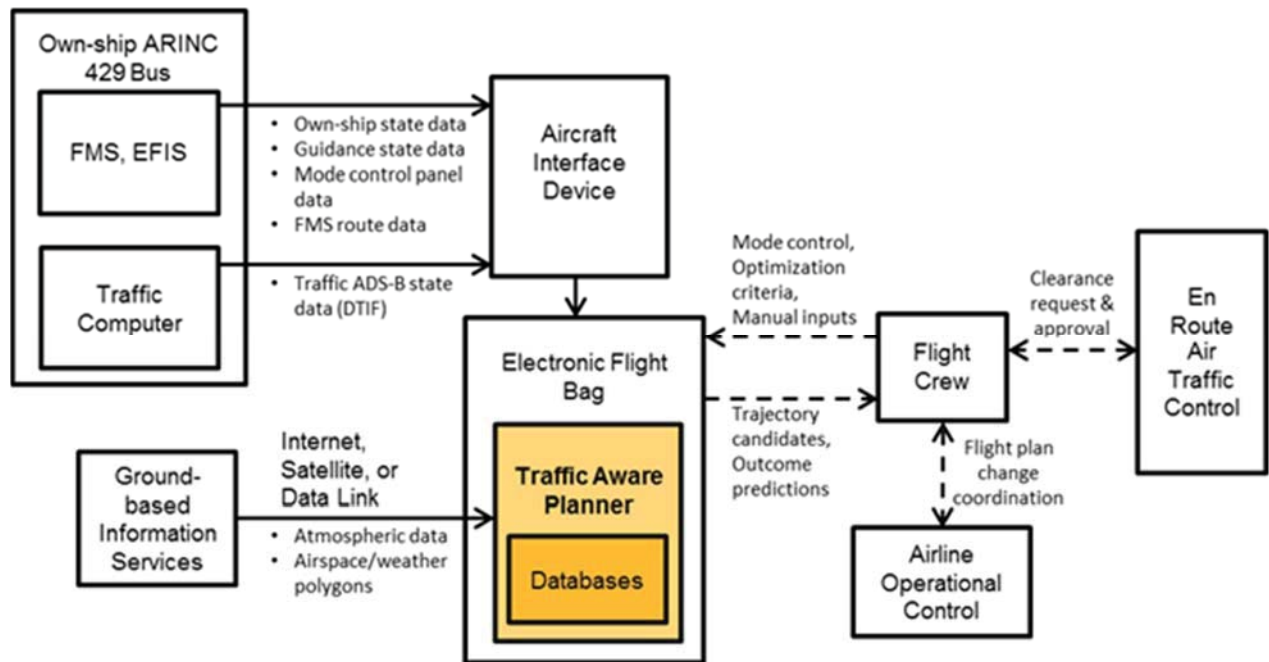 Own-ship ARINC
429 Bus
FMS, EFIS
Traffic
Computer
• Own-ship state data
• Guidance state data
• Mode control panel
data
• FMS route data
• Traffic ADS-B state
data (DTIF)
Aircraft
Interface
Device
Ground-
based
Information
Services
Internet,
Satellite, or
Data Link
• Atmospheric data
• Airspace/weather
polygons
Electronic Flight
Bag
Traffic Aware
Planner
Databases
Mode control,
Optimization
criteria,
Manual inputs
Trajectory
candidates,
Outcome
predictions
Flight
Crew
Clearance
request &
approval
En
Route
Air
Traffic
Control
Flight plan
change
coordination
Airline
Operational
Control